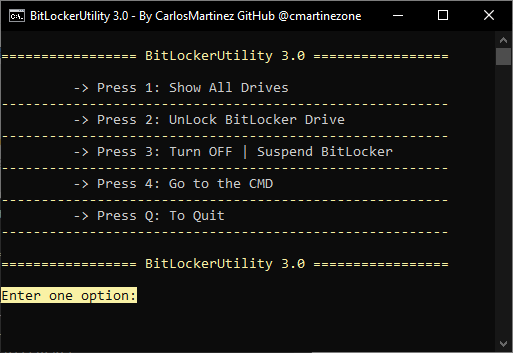 BitLockerUtility 3.0 - By CarlosMartinez GitHub @cmartinezone
================= BitLockerUtility 3.0 =================
-> Press 1: Show All Drives
--------------------------------------------------------
-> Press 2: UnLock BitLocker Drive
--------------------------------------------------------
-> Press 3: Turn OFF | Suspend BitLocker
--------------------------------------------------------
-> Press 4: Go to the CMD
--------------------------------------------------------
-> Press Q: To Quit
--------------------------------------------------------
================= BitLockerUtility 3.0 =================
Enter one option: